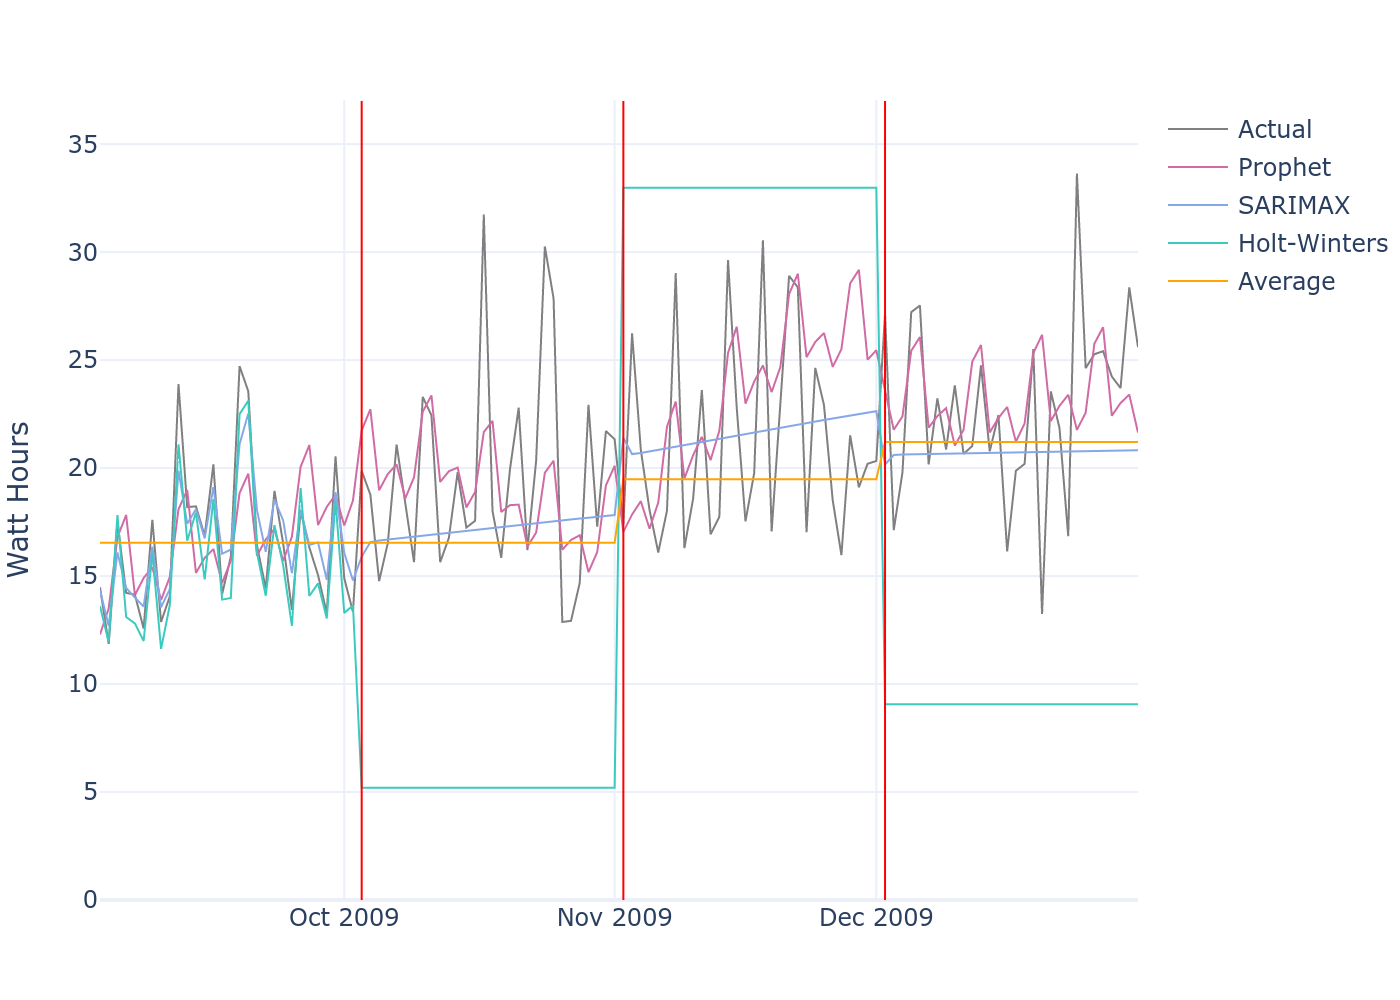 Actual
Prophet
SARIMAX
Holt-Winters
Average
Watt Hours
35
30
25
20
15
10
5
0
Oct 2009
Nov 2009
Dec 2009